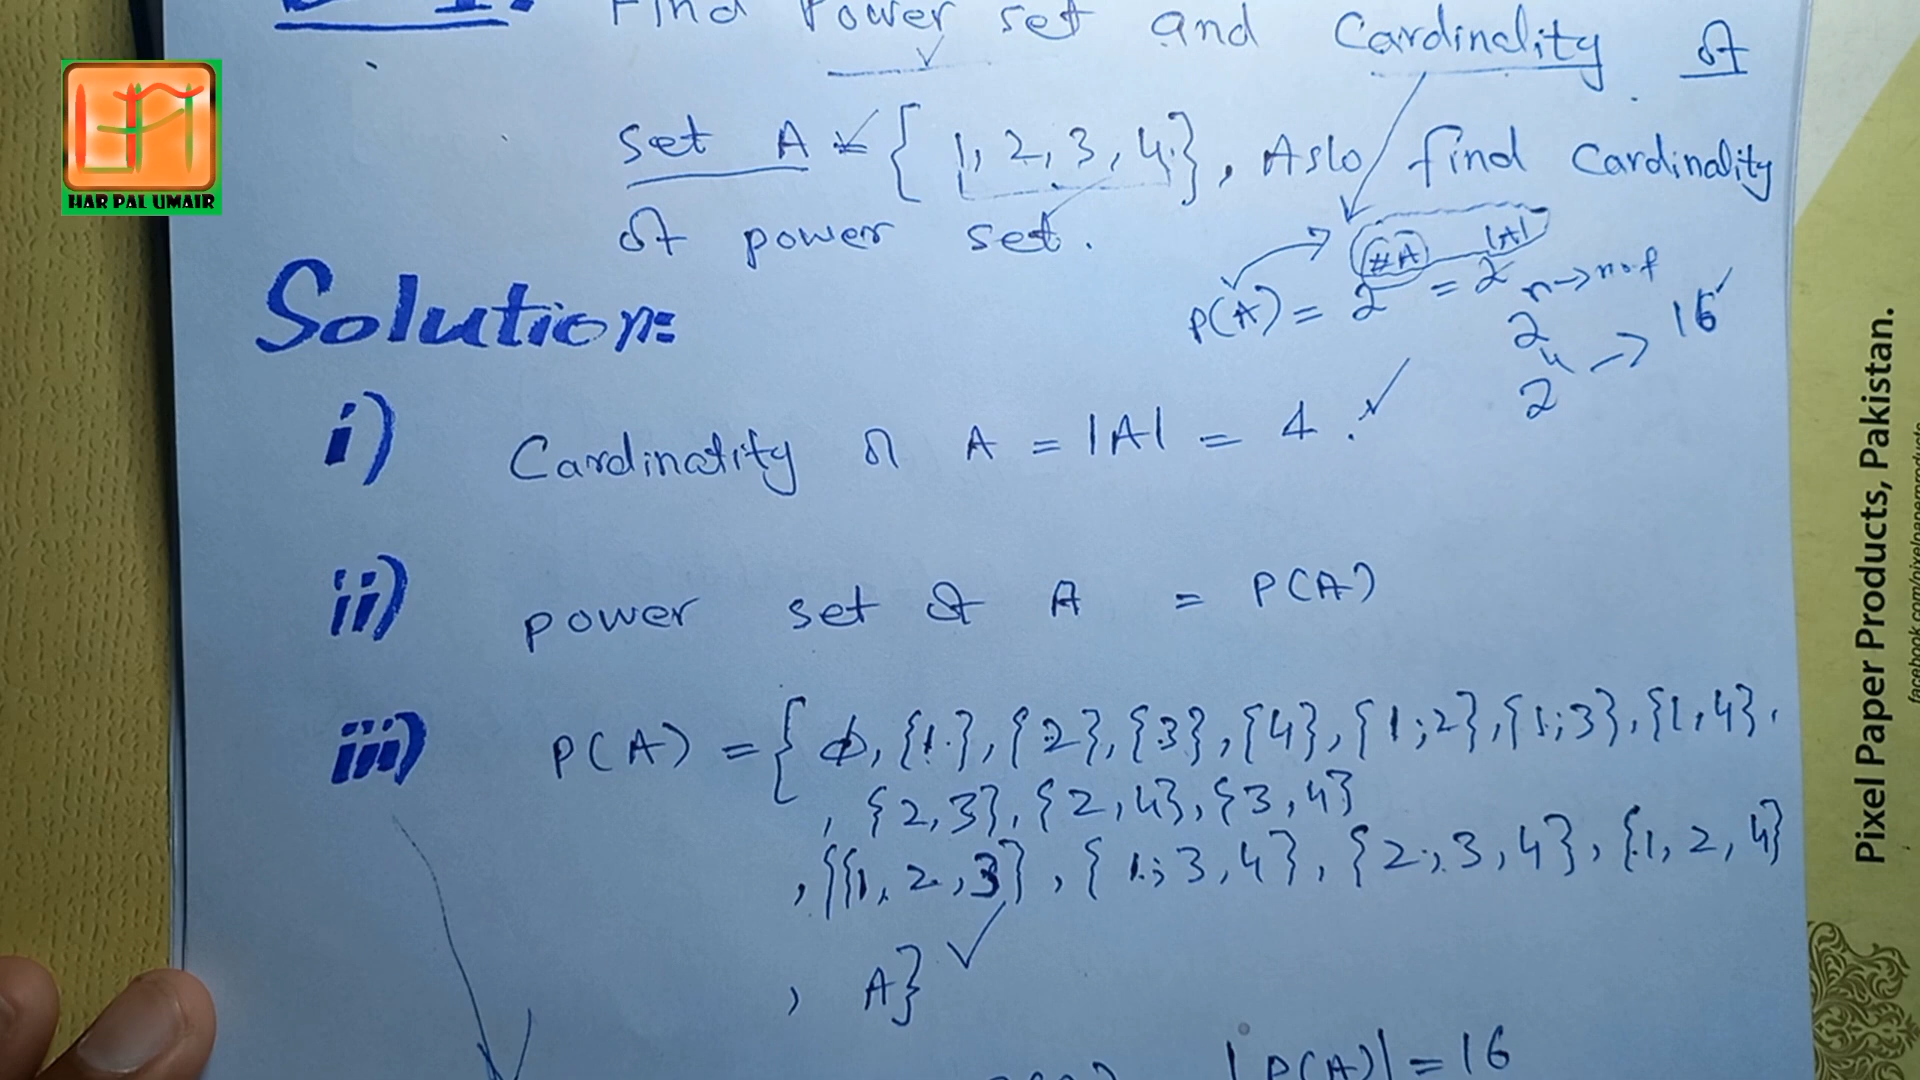 Find Power set and Cardinality of
set A = { 1, 2, 3, 4 }, Aslo find Cardinality
of power set.
P(A) = 2^#A = 2^|A|
2^n → no.f
2^4 → 16
Solution:
i) Cardinality of A = |A| = 4.
ii) power set of A = P(A)
iii) P(A) = { ϕ, {1}, {2}, {3}, {4}, {1,2}, {1,3}, {1,4},
, {2,3}, {2,4}, {3,4}
, {{1, 2, 3}, {1, 3, 4}, {2, 3, 4}, {1, 2, 4}
, A}
|P(A)| = 16
HAR PAL UMAIR
Pixel Paper Products, Pakistan.